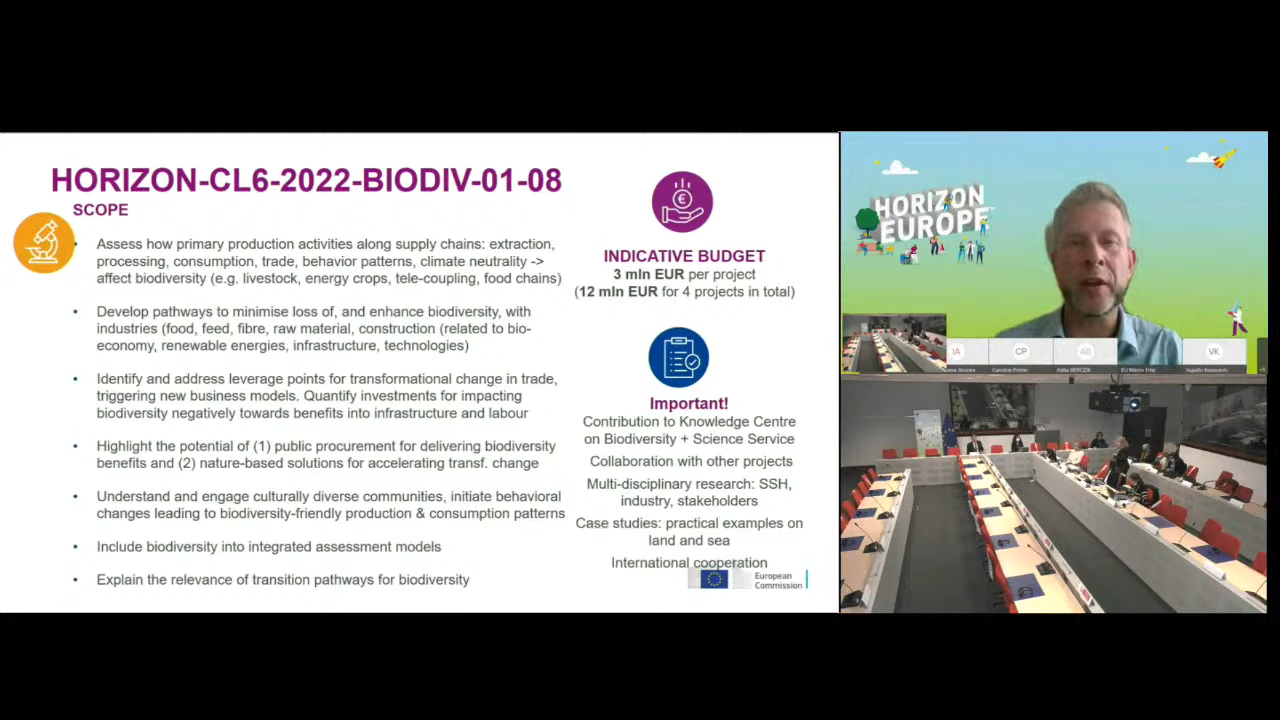 HORIZON-CL6-2022-BIODIV-01-08
SCOPE
• Assess how primary production activities along supply chains: extraction,
processing, consumption, trade, behavior patterns, climate neutrality ->
affect biodiversity (e.g. livestock, energy crops, tele-coupling, food chains)
• Develop pathways to minimise loss of, and enhance biodiversity, with
industries (food, feed, fibre, raw material, construction (related to bio-
economy, renewable energies, infrastructure, technologies)
• Identify and address leverage points for transformational change in trade,
triggering new business models. Quantify investments for impacting
biodiversity negatively towards benefits into infrastructure and labour
• Highlight the potential of (1) public procurement for delivering biodiversity
benefits and (2) nature-based solutions for accelerating transf. change
• Understand and engage culturally diverse communities, initiate behavioral
changes leading to biodiversity-friendly production & consumption patterns
• Include biodiversity into integrated assessment models
• Explain the relevance of transition pathways for biodiversity
INDICATIVE BUDGET
3 mln EUR per project
(12 mln EUR for 4 projects in total)
Important!
Contribution to Knowledge Centre
on Biodiversity + Science Service
Collaboration with other projects
Multi-disciplinary research: SSH,
industry, stakeholders
Case studies: practical examples on
land and sea
International cooperation
European
Commission
HORIZON
EUROPE
IA
CP
AB
VK